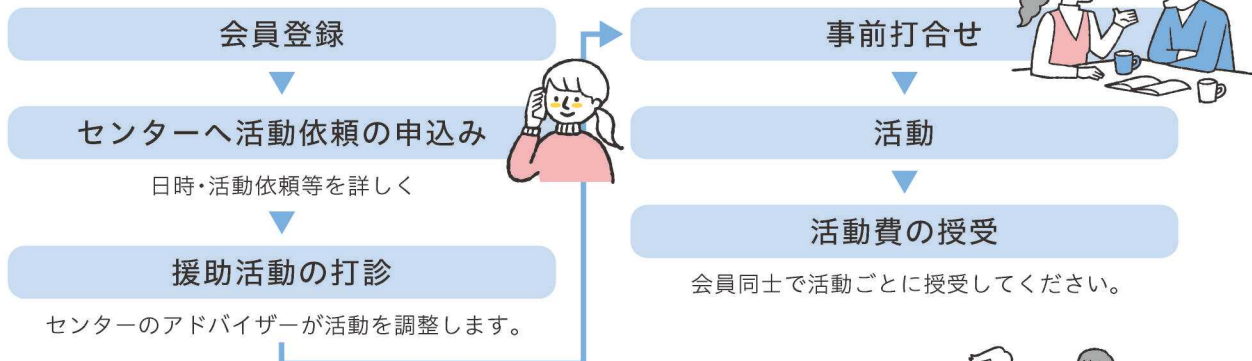 会員登録
センターへ活動依頼の申込み
日時・活動依頼等を詳しく
援助活動の打診
センターのアドバイザーが活動を調整します。
事前打合せ
活動
活動費の授受
会員同士で活動ごとに授受してください。